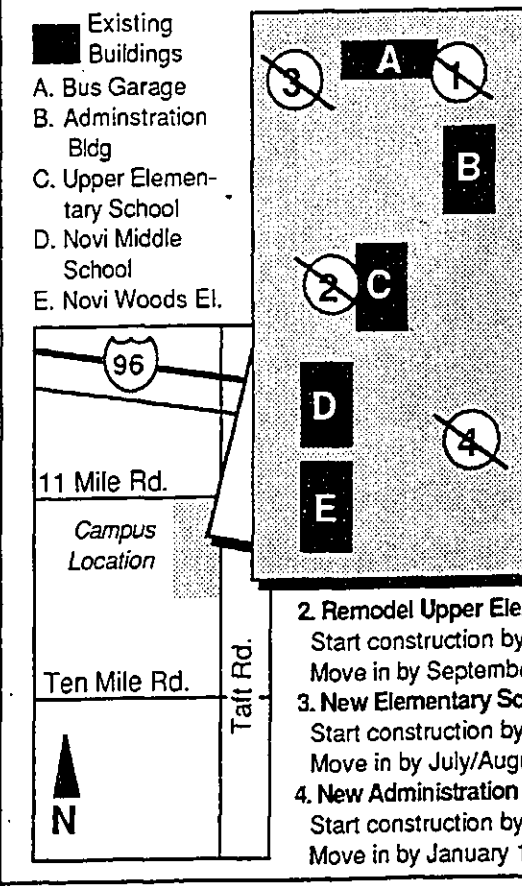 Existing
Buildings
A. Bus Garage
B. Adminstration
Bldg
C. Upper Elemen-
tary School
D. Novi Middle
School
E. Novi Woods El.
3
A
1
B
2
C
D
4
E
96
11 Mile Rd.
Campus
Location
Ten Mile Rd.
Taft Rd.
N
2. Remodel Upper Ele
Start construction by
Move in by Septembe
3. New Elementary Sc
Start construction by
Move in by July/Aug
4. New Administration
Start construction by
Move in by January 1